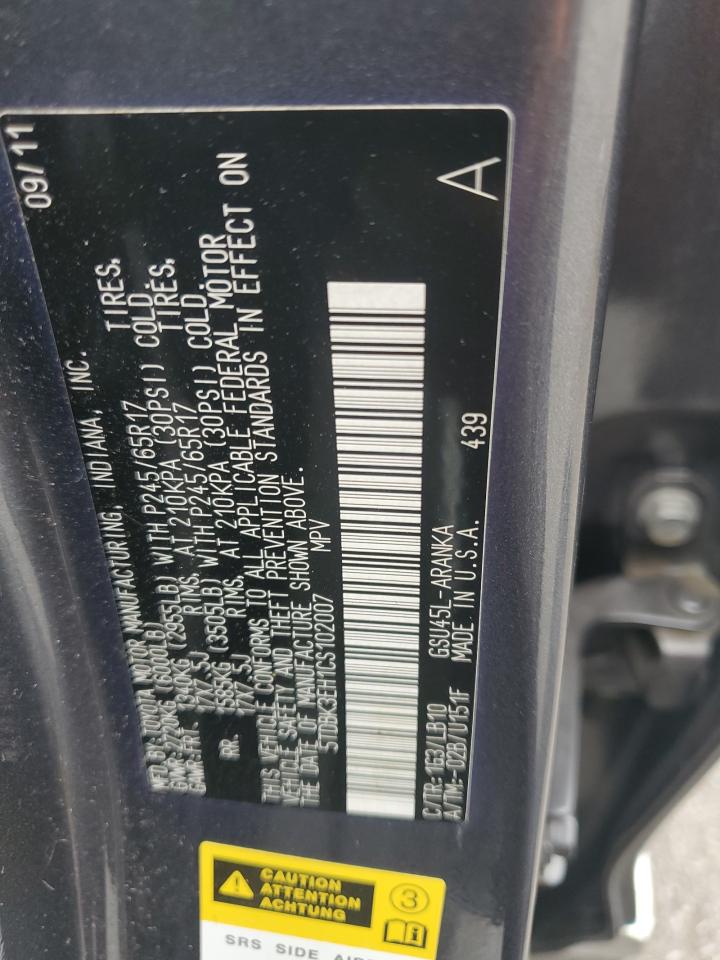 MFD BY: TOYOTA MOTOR MANUFACTURING, INDIANA, INC. 09/11
GVWR: 2720KG (6000LB)
GAWR: FRT 1340KG (2955LB) WITH P245/65R17 TIRES,
17X7.5J RIMS, AT 210KPA (30PSI) COLD.
RR: 1585KG (3505LB) WITH P245/65R17 TIRES,
17X7.5J RIMS, AT 210KPA (30PSI) COLD.
THIS VEHICLE CONFORMS TO ALL APPLICABLE FEDERAL MOTOR
VEHICLE SAFETY AND THEFT PREVENTION STANDARDS IN EFFECT ON
THE DATE OF MANUFACTURE SHOWN ABOVE.
5TDBK3EH1CS102007 MPV
C/TR: 1G3/LB10 GSU45L-ARANKA 439 A
A/TM:-02B/U151F MADE IN U.S.A.
CAUTION
ATTENTION
ACHTUNG
3
SRS SIDE